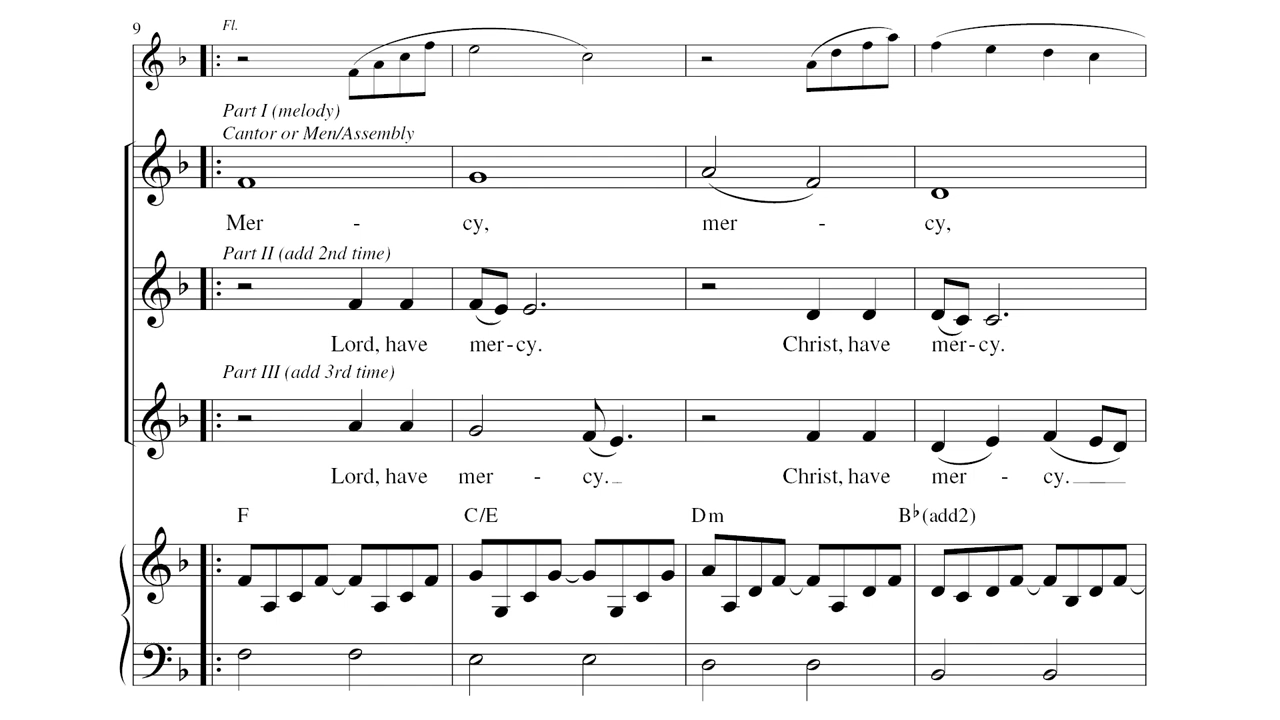 9
Fl.
Part I (melody)
Cantor or Men/Assembly
Mer - cy, mer - cy,
Part II (add 2nd time)
Lord, have mer-cy. Christ, have mer-cy.
Part III (add 3rd time)
Lord, have mer - cy. Christ, have mer - cy.
F C/E Dm B♭(add2)